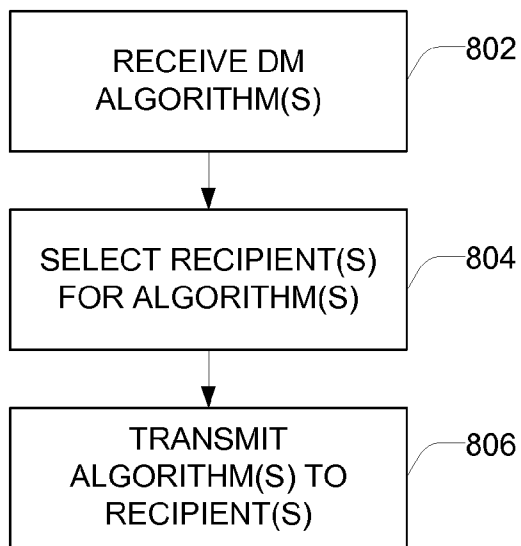 RECEIVE DM
ALGORITHM(S)
802
SELECT RECIPIENT(S)
FOR ALGORITHM(S)
804
TRANSMIT
ALGORITHM(S) TO
RECIPIENT(S)
806